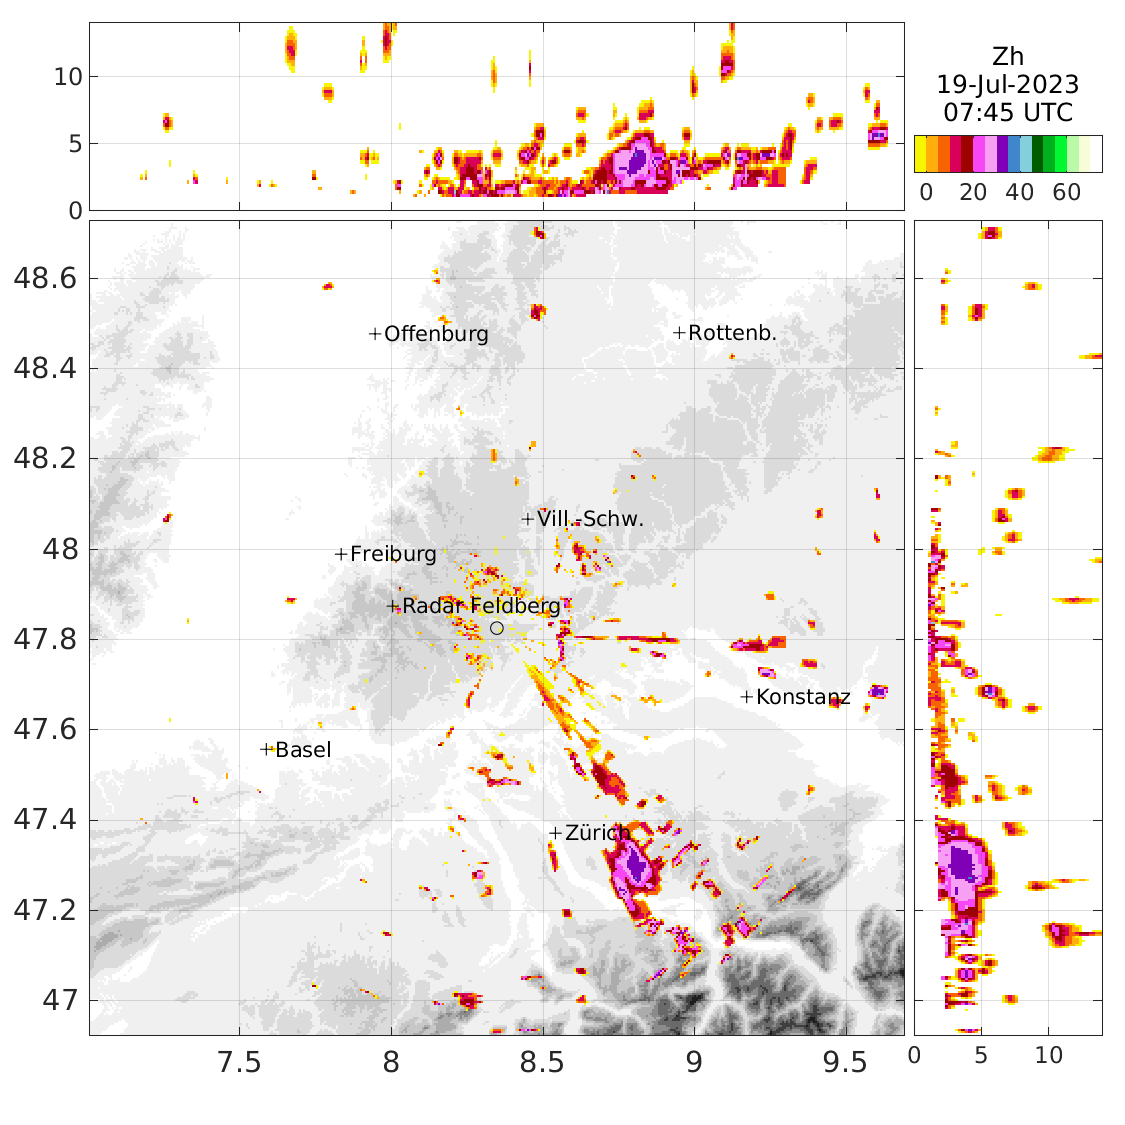 10
5
0
Zh
19-Jul-2023
07:45 UTC
0 20 40 60
48.6
48.4
48.2
48
47.8
47.6
47.4
47.2
47
+Offenburg
+Rottenb.
+Vill.-Schw.
+Freiburg
+Radar Feldberg
+Konstanz
+Basel
+Zürich
7.5 8 8.5 9 9.5
0 5 10